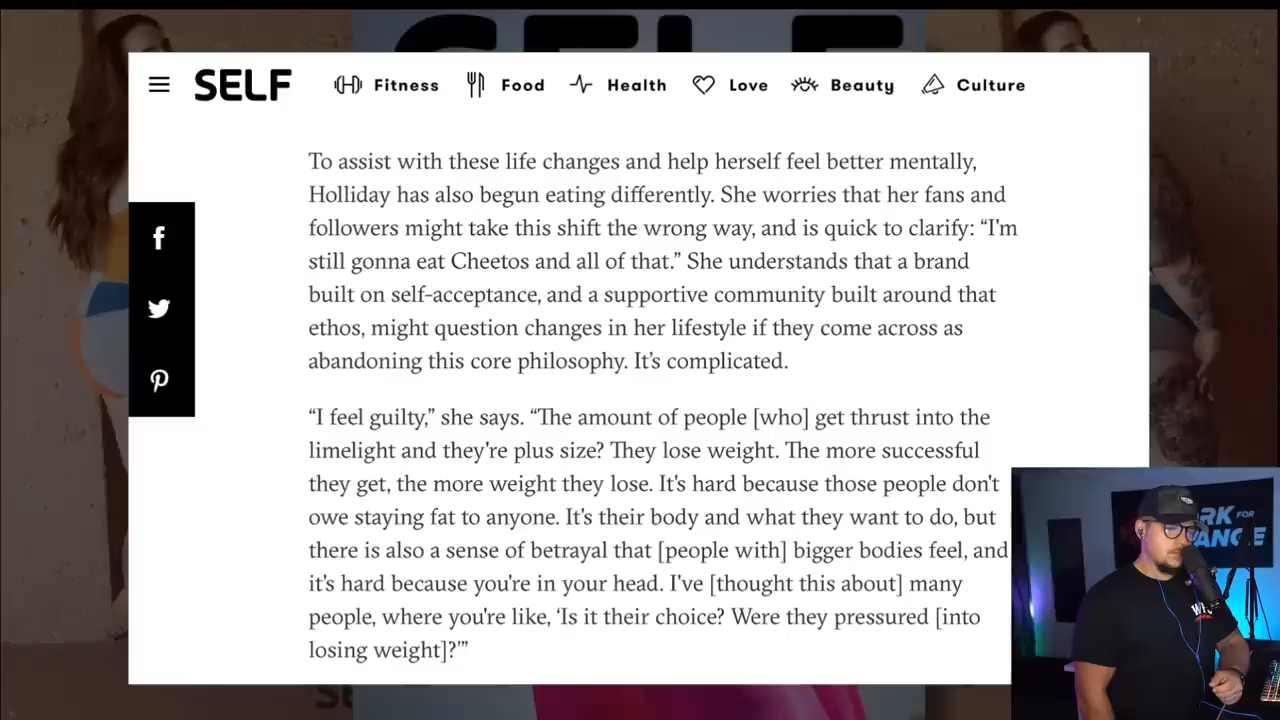 SELF
SELF Fitness Food Health Love Beauty Culture
To assist with these life changes and help herself feel better mentally,
Holliday has also begun eating differently. She worries that her fans and
followers might take this shift the wrong way, and is quick to clarify: “I’m
still gonna eat Cheetos and all of that.” She understands that a brand
built on self-acceptance, and a supportive community built around that
ethos, might question changes in her lifestyle if they come across as
abandoning this core philosophy. It’s complicated.
“I feel guilty,” she says. “The amount of people [who] get thrust into the
limelight and they're plus size? They lose weight. The more successful
they get, the more weight they lose. It’s hard because those people don’t
owe staying fat to anyone. It’s their body and what they want to do, but
there is also a sense of betrayal that [people with] bigger bodies feel, and
it’s hard because you’re in your head. I've [thought this about] many
people, where you’re like, ‘Is it their choice? Were they pressured [into
losing weight]?’”
RK FOR
ANGE